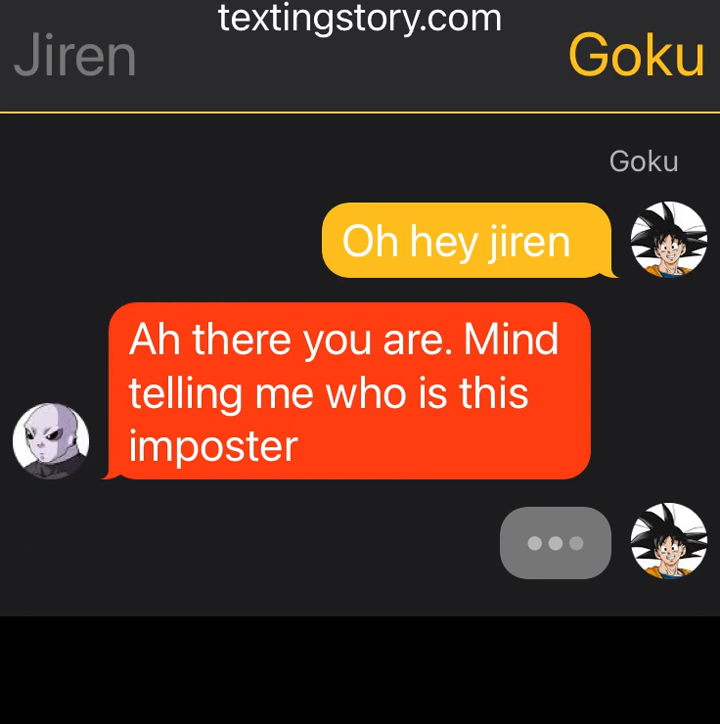 textingstory.com
Jiren
Goku
Goku
Oh hey jiren
Ah there you are. Mind
telling me who is this
imposter